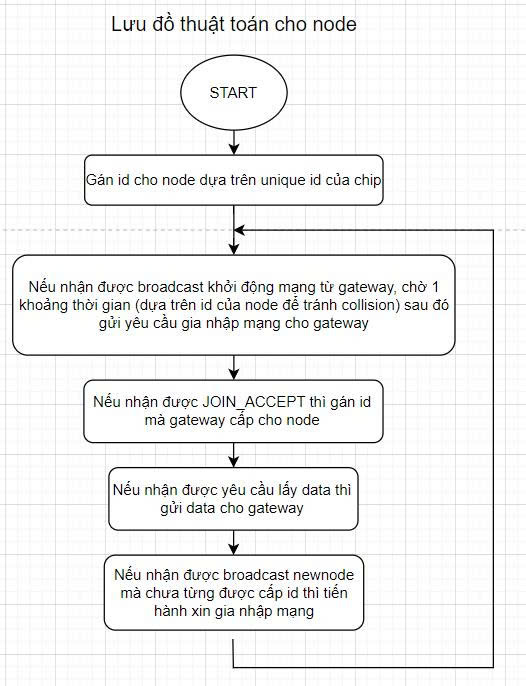 Lưu đồ thuật toán cho node
START
Gán id cho node dựa trên unique id của chip
Nếu nhận được broadcast khởi động mạng từ gateway, chờ 1
khoảng thời gian (dựa trên id của node để tránh collision) sau đó
gửi yêu cầu gia nhập mạng cho gateway
Nếu nhận được JOIN_ACCEPT thì gán id
mà gateway cấp cho node
Nếu nhận được yêu cầu lấy data thì
gửi data cho gateway
Nếu nhận được broadcast newnode
mà chưa từng được cấp id thì tiến
hành xin gia nhập mạng